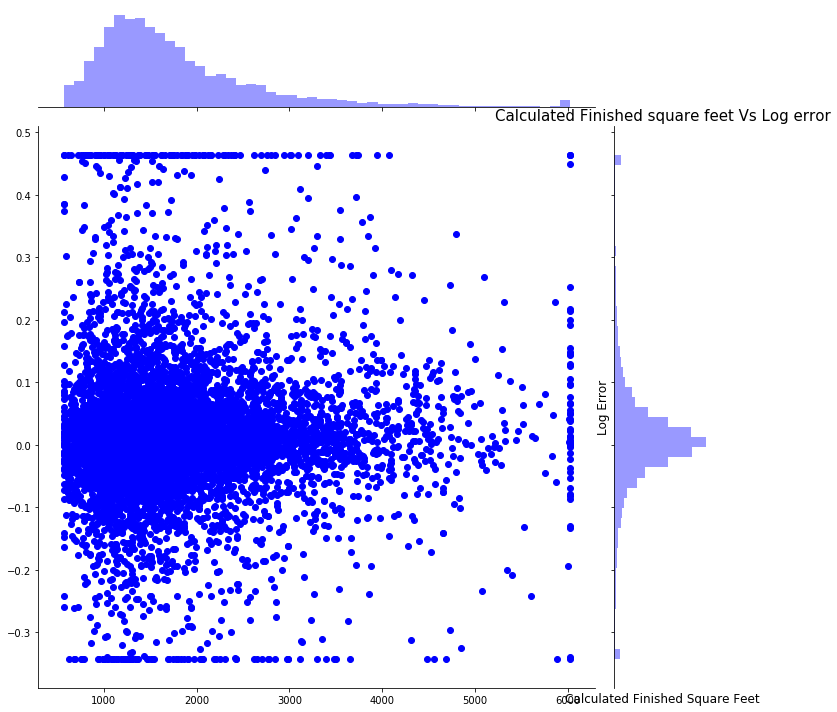 Calculated Finished square feet Vs Log error
0.5
0.4
0.3
0.2
0.1
0.0
−0.1
−0.2
−0.3
Log Error
1000 2000 3000 4000 5000 6000
Calculated Finished Square Feet